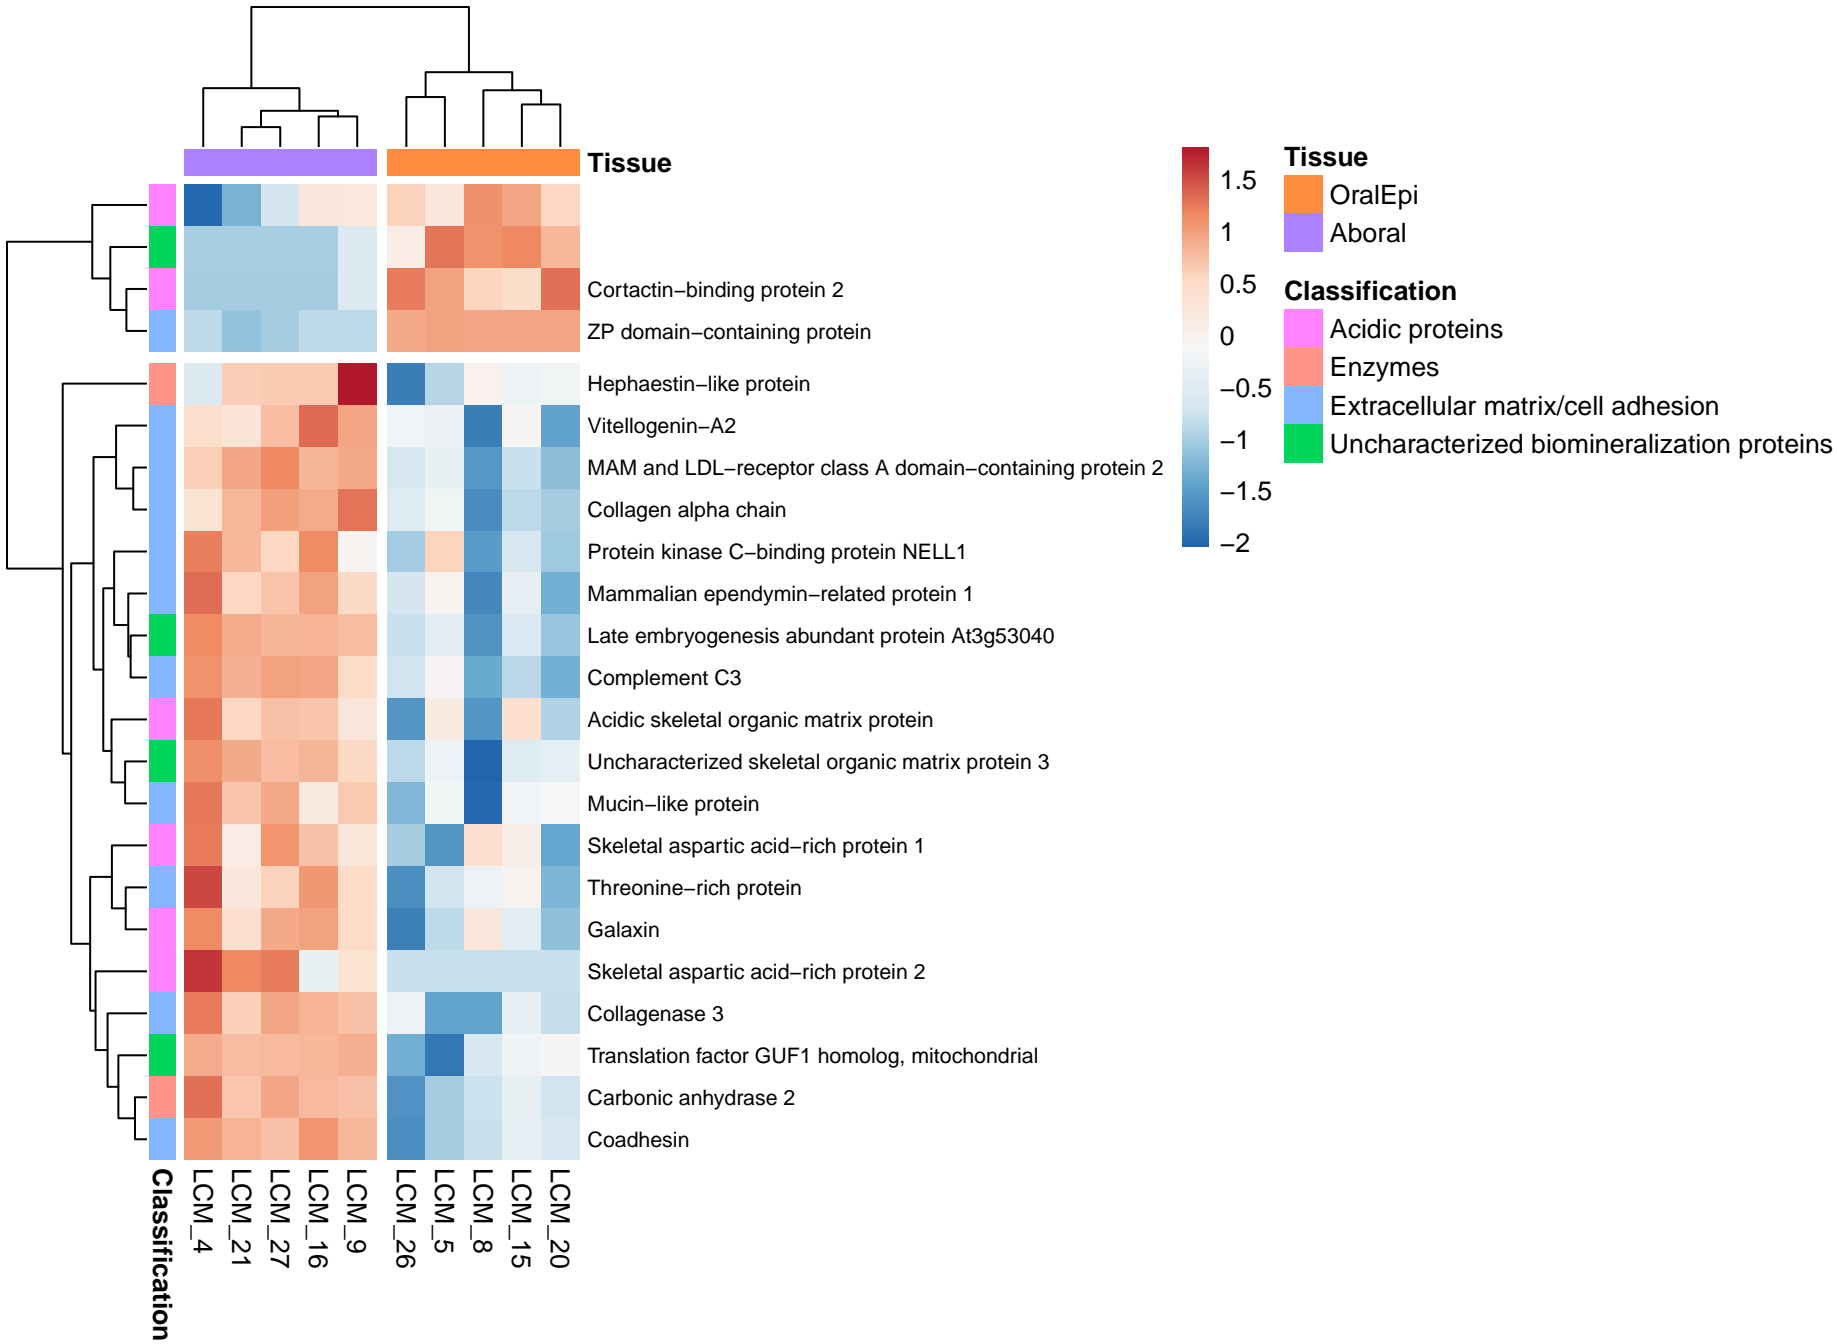 Tissue
Cortactin−binding protein 2
ZP domain−containing protein
Hephaestin−like protein
Vitellogenin−A2
MAM and LDL−receptor class A domain−containing protein 2
Collagen alpha chain
Protein kinase C−binding protein NELL1
Mammalian ependymin−related protein 1
Late embryogenesis abundant protein At3g53040
Complement C3
Acidic skeletal organic matrix protein
Uncharacterized skeletal organic matrix protein 3
Mucin−like protein
Skeletal aspartic acid−rich protein 1
Threonine−rich protein
Galaxin
Skeletal aspartic acid−rich protein 2
Collagenase 3
Translation factor GUF1 homolog, mitochondrial
Carbonic anhydrase 2
Coadhesin
Classification
LCM_4
LCM_21
LCM_27
LCM_16
LCM_9
LCM_26
LCM_5
LCM_8
LCM_15
LCM_20
1.5
1
0.5
0
−0.5
−1
−1.5
−2
Tissue
OralEpi
Aboral
Classification
Acidic proteins
Enzymes
Extracellular matrix/cell adhesion
Uncharacterized biomineralization proteins